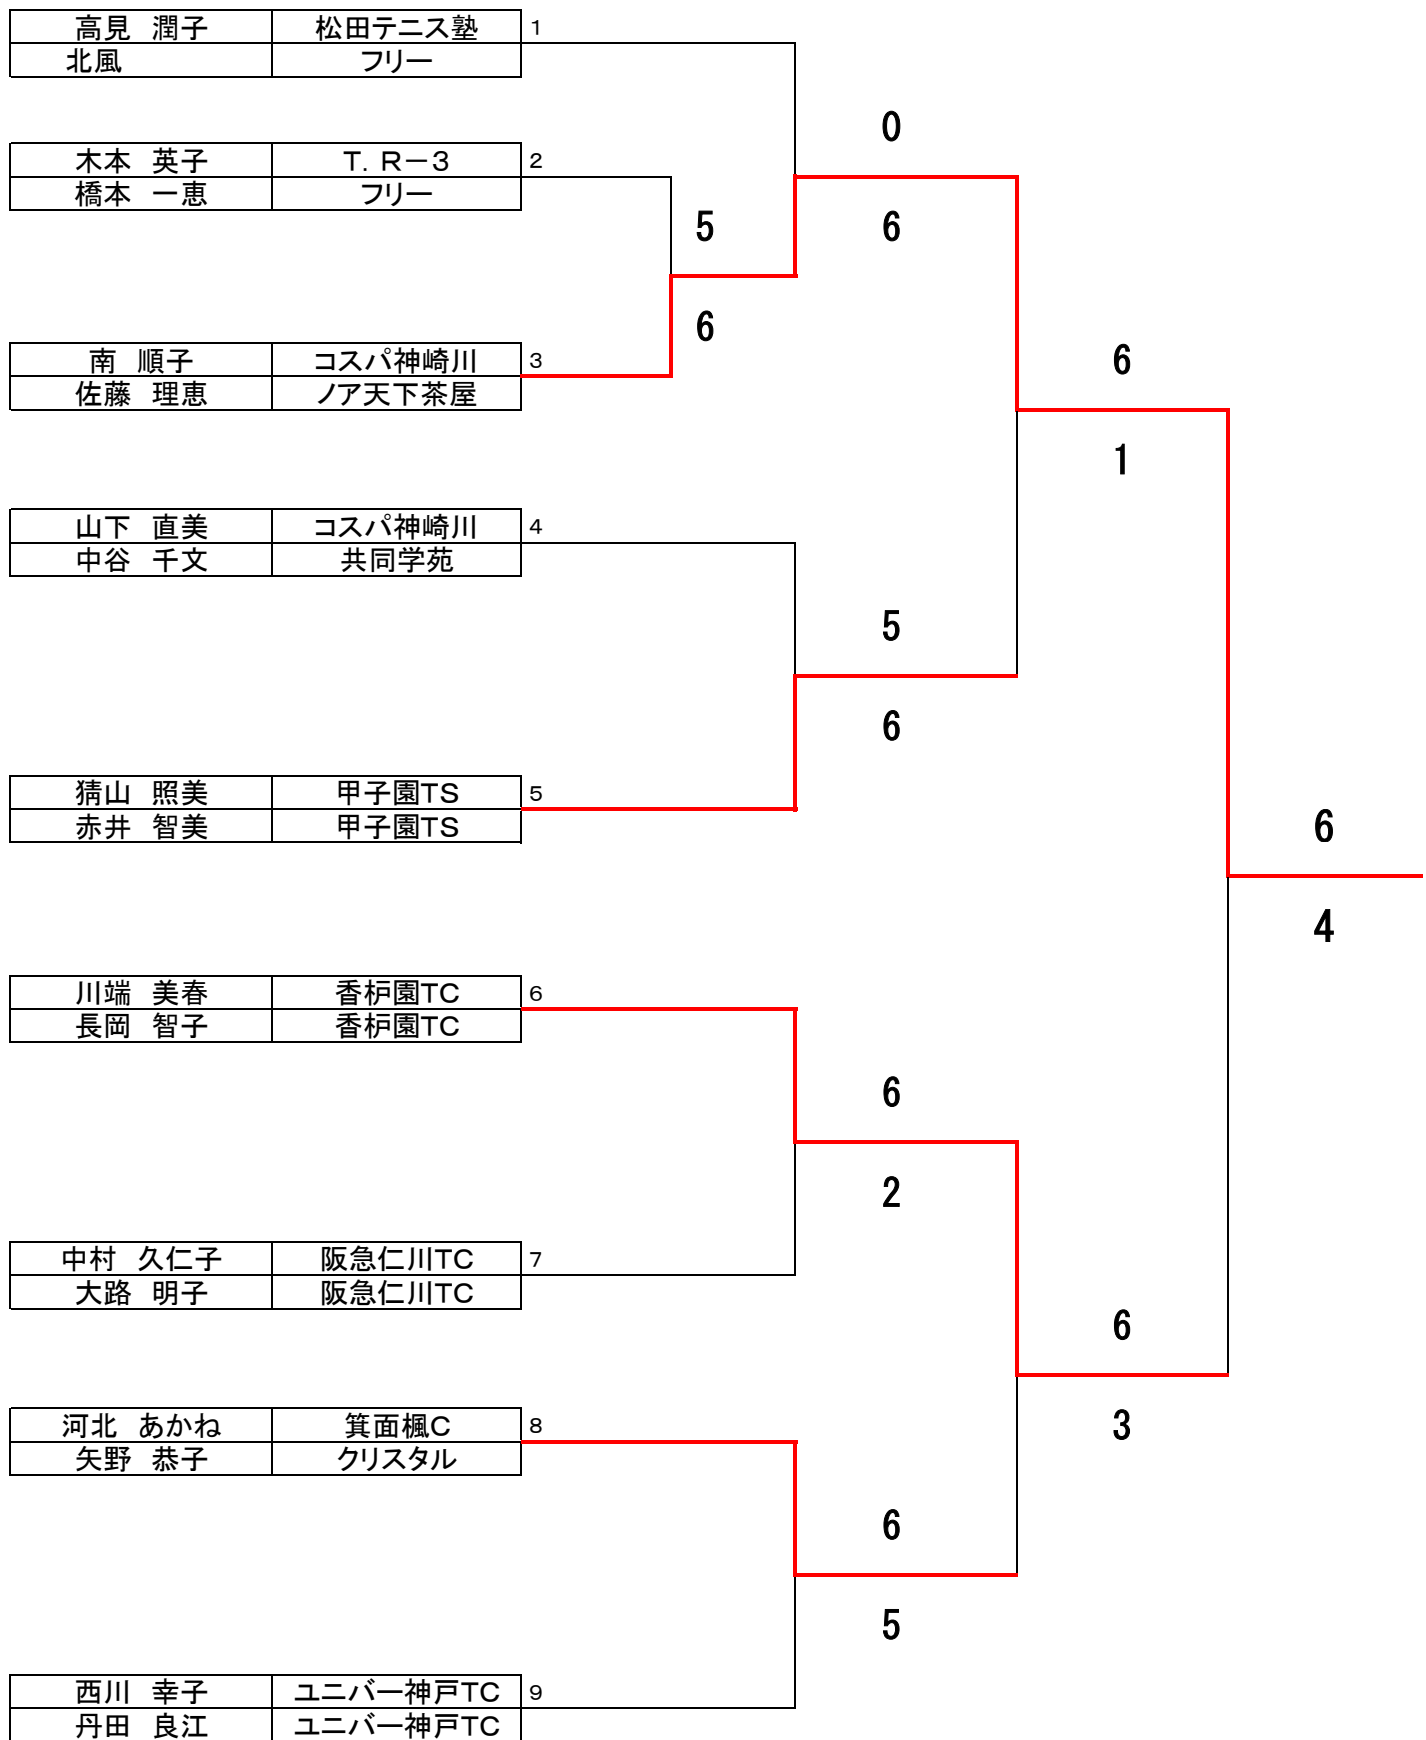 高見　潤子 松田テニス塾 1
北風 フリー
0
木本　英子 T．R－3 2
橋本　一恵 フリー
5 6
6
南　順子 コスパ神崎川 3
佐藤　理恵 ノア天下茶屋
6
1
山下　直美 コスパ神崎川 4
中谷　千文 共同学苑
5
6
猜山　照美 甲子園TS 5
赤井　智美 甲子園TS
6
4
川端　美春 香枦園TC 6
長岡　智子 香枦園TC
6
2
中村　久仁子 阪急仁川TC 7
大路　明子 阪急仁川TC
6
3
河北　あかね 箕面楓C 8
矢野　恭子 クリスタル
6
5
西川　幸子 ユニバー神戸TC 9
丹田　良江 ユニバー神戸TC